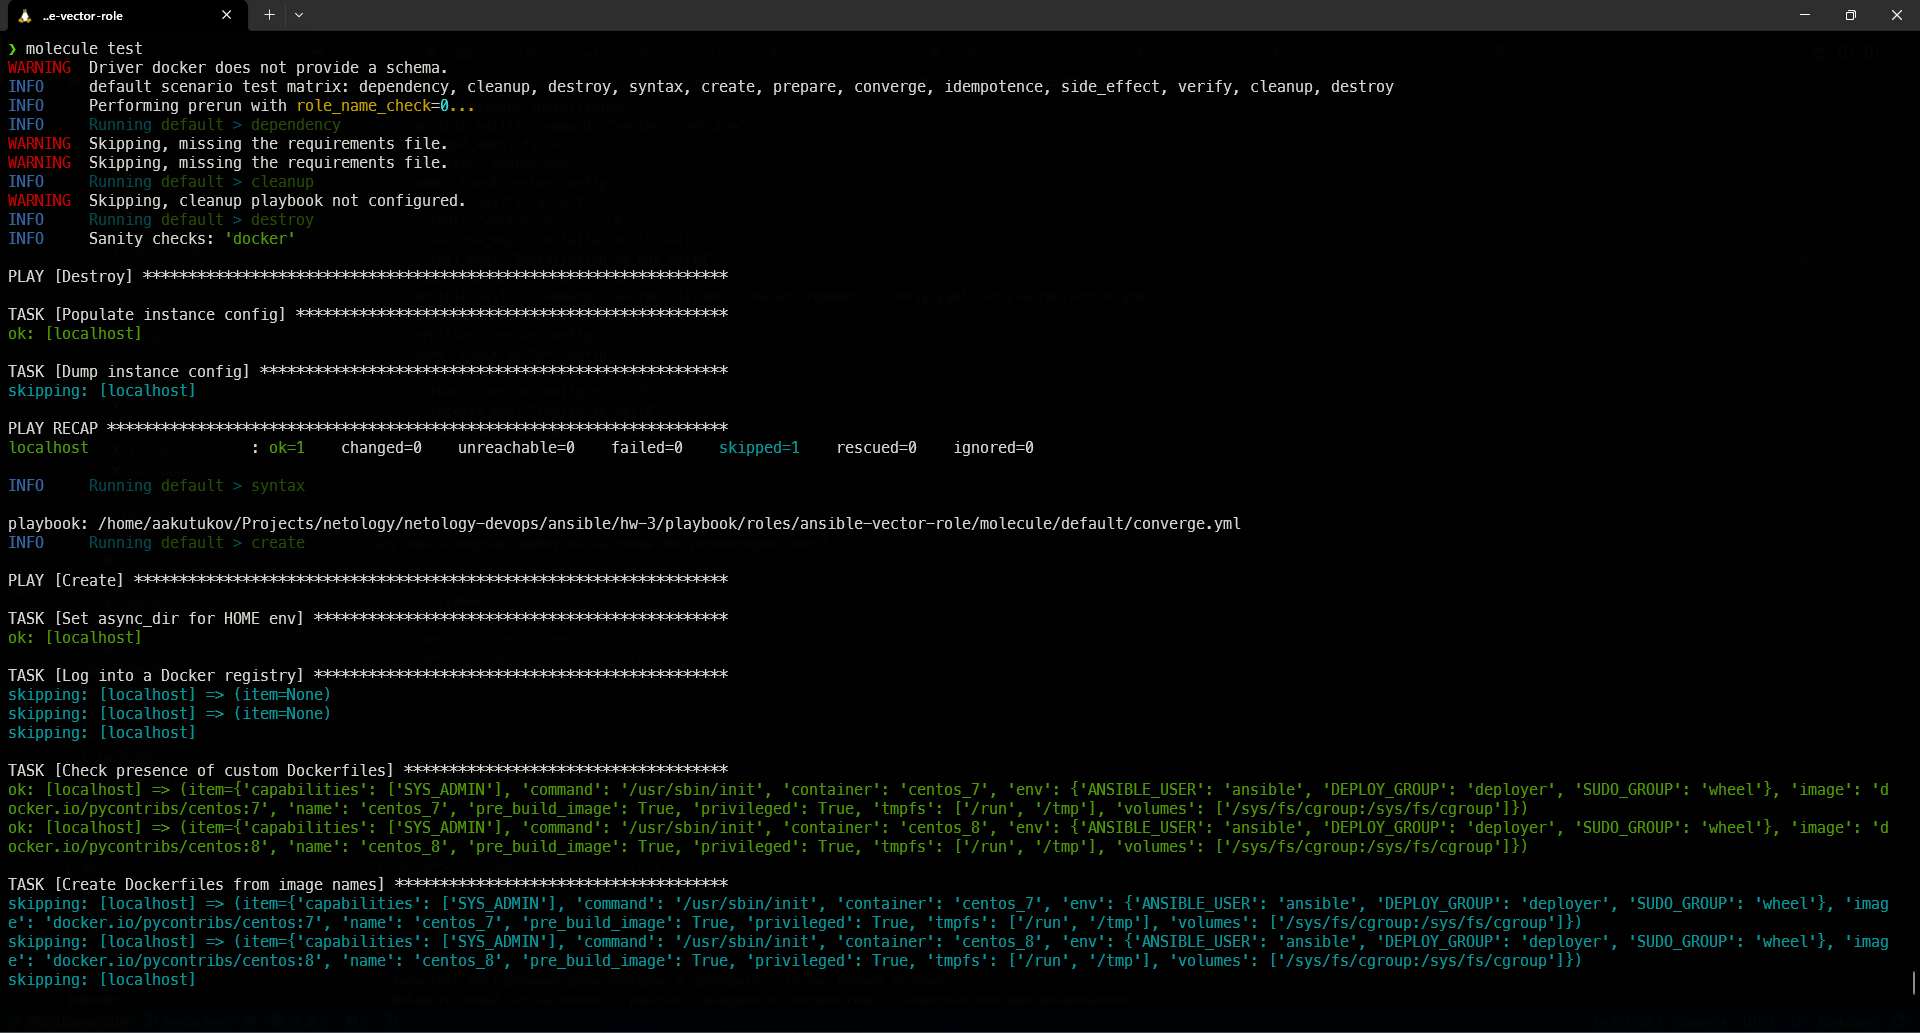 ..e-vector-role
❯ molecule test
WARNING  Driver docker does not provide a schema.
INFO     default scenario test matrix: dependency, cleanup, destroy, syntax, create, prepare, converge, idempotence, side_effect, verify, cleanup, destroy
INFO     Performing prerun with role_name_check=0...
INFO     Running default > dependency
WARNING  Skipping, missing the requirements file.
WARNING  Skipping, missing the requirements file.
INFO     Running default > cleanup
WARNING  Skipping, cleanup playbook not configured.
INFO     Running default > destroy
INFO     Sanity checks: 'docker'
PLAY [Destroy] *****************************************************************
TASK [Populate instance config] ************************************************
ok: [localhost]
TASK [Dump instance config] ****************************************************
skipping: [localhost]
PLAY RECAP *********************************************************************
localhost                  : ok=1    changed=0    unreachable=0    failed=0    skipped=1    rescued=0    ignored=0
INFO     Running default > syntax
playbook: /home/aakutukov/Projects/netology/netology-devops/ansible/hw-3/playbook/roles/ansible-vector-role/molecule/default/converge.yml
INFO     Running default > create
PLAY [Create] ******************************************************************
TASK [Set async_dir for HOME env] **********************************************
ok: [localhost]
TASK [Log into a Docker registry] **********************************************
skipping: [localhost] => (item=None)
skipping: [localhost] => (item=None)
skipping: [localhost]
TASK [Check presence of custom Dockerfiles] ************************************
ok: [localhost] => (item={'capabilities': ['SYS_ADMIN'], 'command': '/usr/sbin/init', 'container': 'centos_7', 'env': {'ANSIBLE_USER': 'ansible', 'DEPLOY_GROUP': 'deployer', 'SUDO_GROUP': 'wheel'}, 'image': 'd
ocker.io/pycontribs/centos:7', 'name': 'centos_7', 'pre_build_image': True, 'privileged': True, 'tmpfs': ['/run', '/tmp'], 'volumes': ['/sys/fs/cgroup:/sys/fs/cgroup']})
ok: [localhost] => (item={'capabilities': ['SYS_ADMIN'], 'command': '/usr/sbin/init', 'container': 'centos_8', 'env': {'ANSIBLE_USER': 'ansible', 'DEPLOY_GROUP': 'deployer', 'SUDO_GROUP': 'wheel'}, 'image': 'd
ocker.io/pycontribs/centos:8', 'name': 'centos_8', 'pre_build_image': True, 'privileged': True, 'tmpfs': ['/run', '/tmp'], 'volumes': ['/sys/fs/cgroup:/sys/fs/cgroup']})
TASK [Create Dockerfiles from image names] *************************************
skipping: [localhost] => (item={'capabilities': ['SYS_ADMIN'], 'command': '/usr/sbin/init', 'container': 'centos_7', 'env': {'ANSIBLE_USER': 'ansible', 'DEPLOY_GROUP': 'deployer', 'SUDO_GROUP': 'wheel'}, 'imag
e': 'docker.io/pycontribs/centos:7', 'name': 'centos_7', 'pre_build_image': True, 'privileged': True, 'tmpfs': ['/run', '/tmp'], 'volumes': ['/sys/fs/cgroup:/sys/fs/cgroup']})
skipping: [localhost] => (item={'capabilities': ['SYS_ADMIN'], 'command': '/usr/sbin/init', 'container': 'centos_8', 'env': {'ANSIBLE_USER': 'ansible', 'DEPLOY_GROUP': 'deployer', 'SUDO_GROUP': 'wheel'}, 'imag
e': 'docker.io/pycontribs/centos:8', 'name': 'centos_8', 'pre_build_image': True, 'privileged': True, 'tmpfs': ['/run', '/tmp'], 'volumes': ['/sys/fs/cgroup:/sys/fs/cgroup']})
skipping: [localhost]